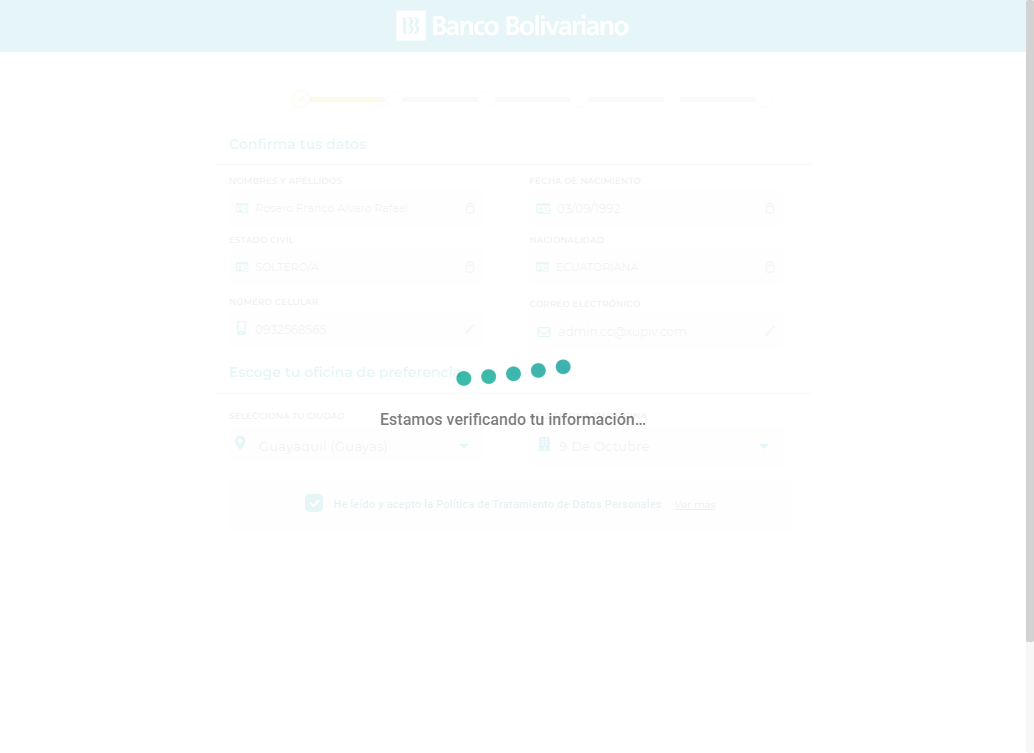 Banco Bolivariano
Confirma tus datos
NOMBRES Y APELLIDOS
FECHA DE NACIMIENTO
Rosero Franco Alvaro Rafael
03/09/1992
ESTADO CIVIL
NACIONALIDAD
SOLTERO/A
ECUATORIANA
NÚMERO CELULAR
CORREO ELECTRÓNICO
0932568565
admin.cc@xupiv.com
Escoge tu oficina de preferencia
Estamos verificando tu información...
SELECCIONA TU CIUDAD
Guayaquil (Guayas)
9 De Octubre
He leído y acepto la Política de Tratamiento de Datos Personales
Ver más